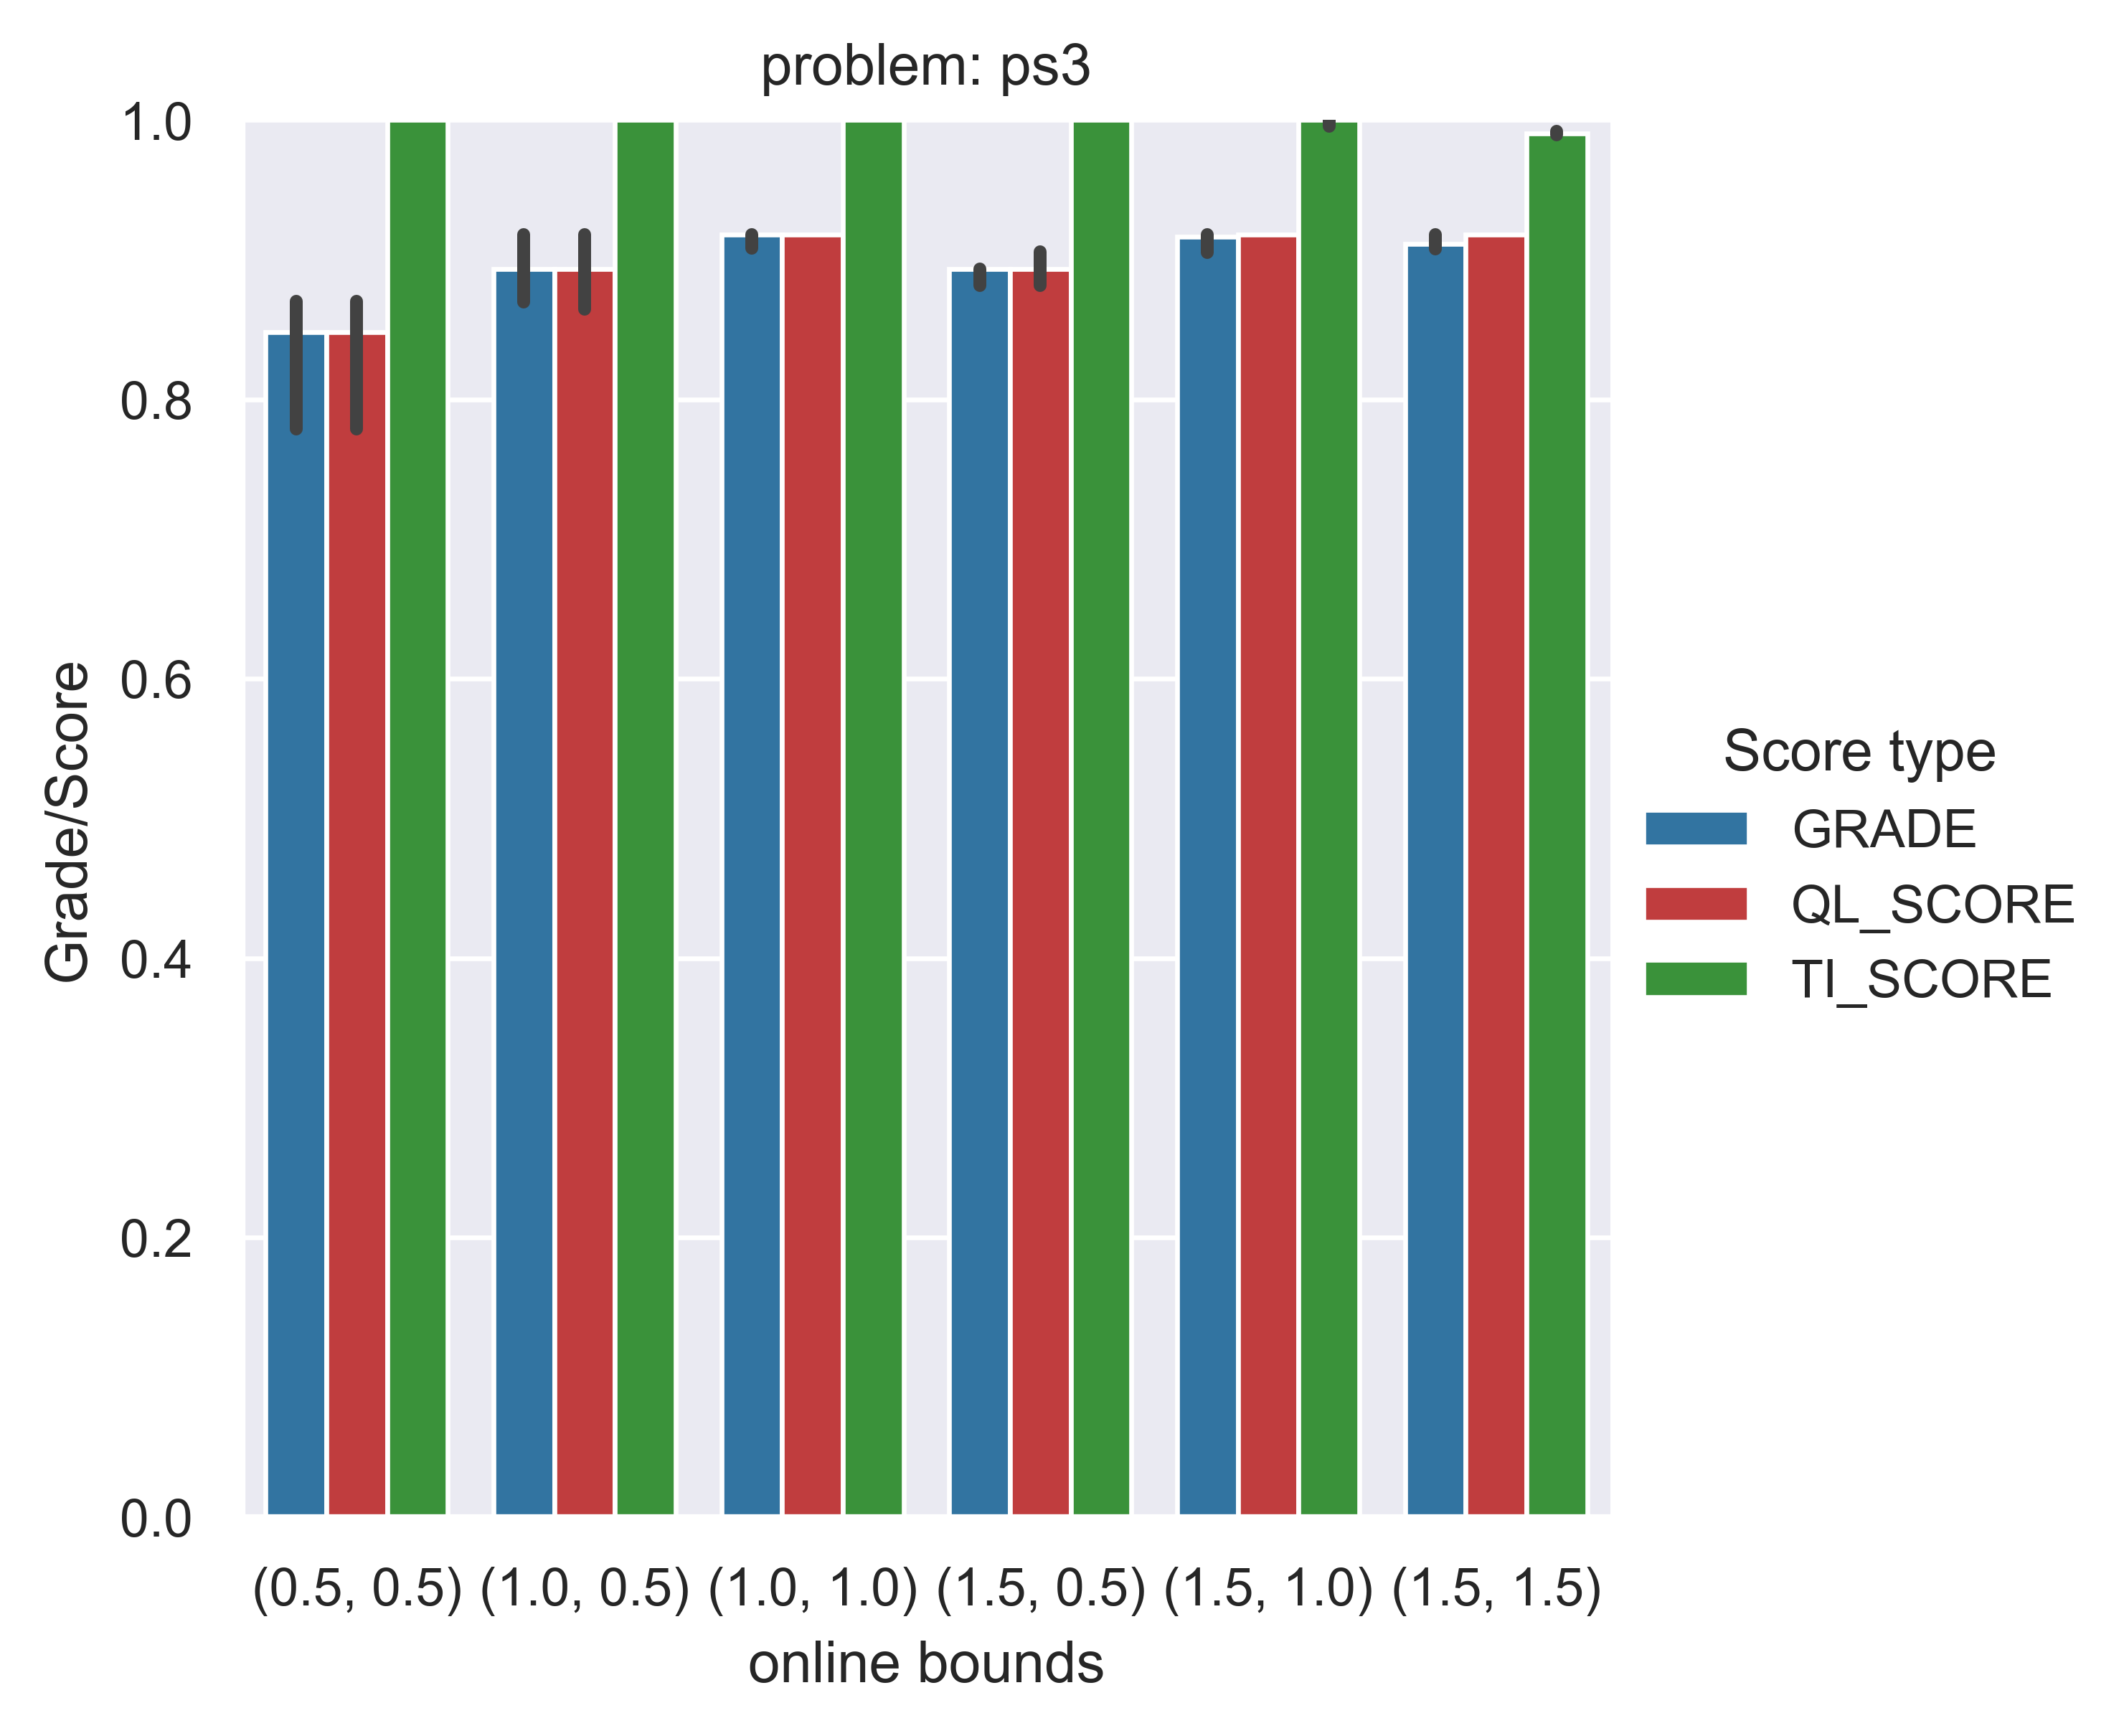 problem: ps3
1.0
0.8
0.6
0.4
0.2
0.0
Grade/Score
(0.5, 0.5) (1.0, 0.5) (1.0, 1.0) (1.5, 0.5) (1.5, 1.0) (1.5, 1.5)
online bounds
Score type
GRADE
QL_SCORE
TI_SCORE